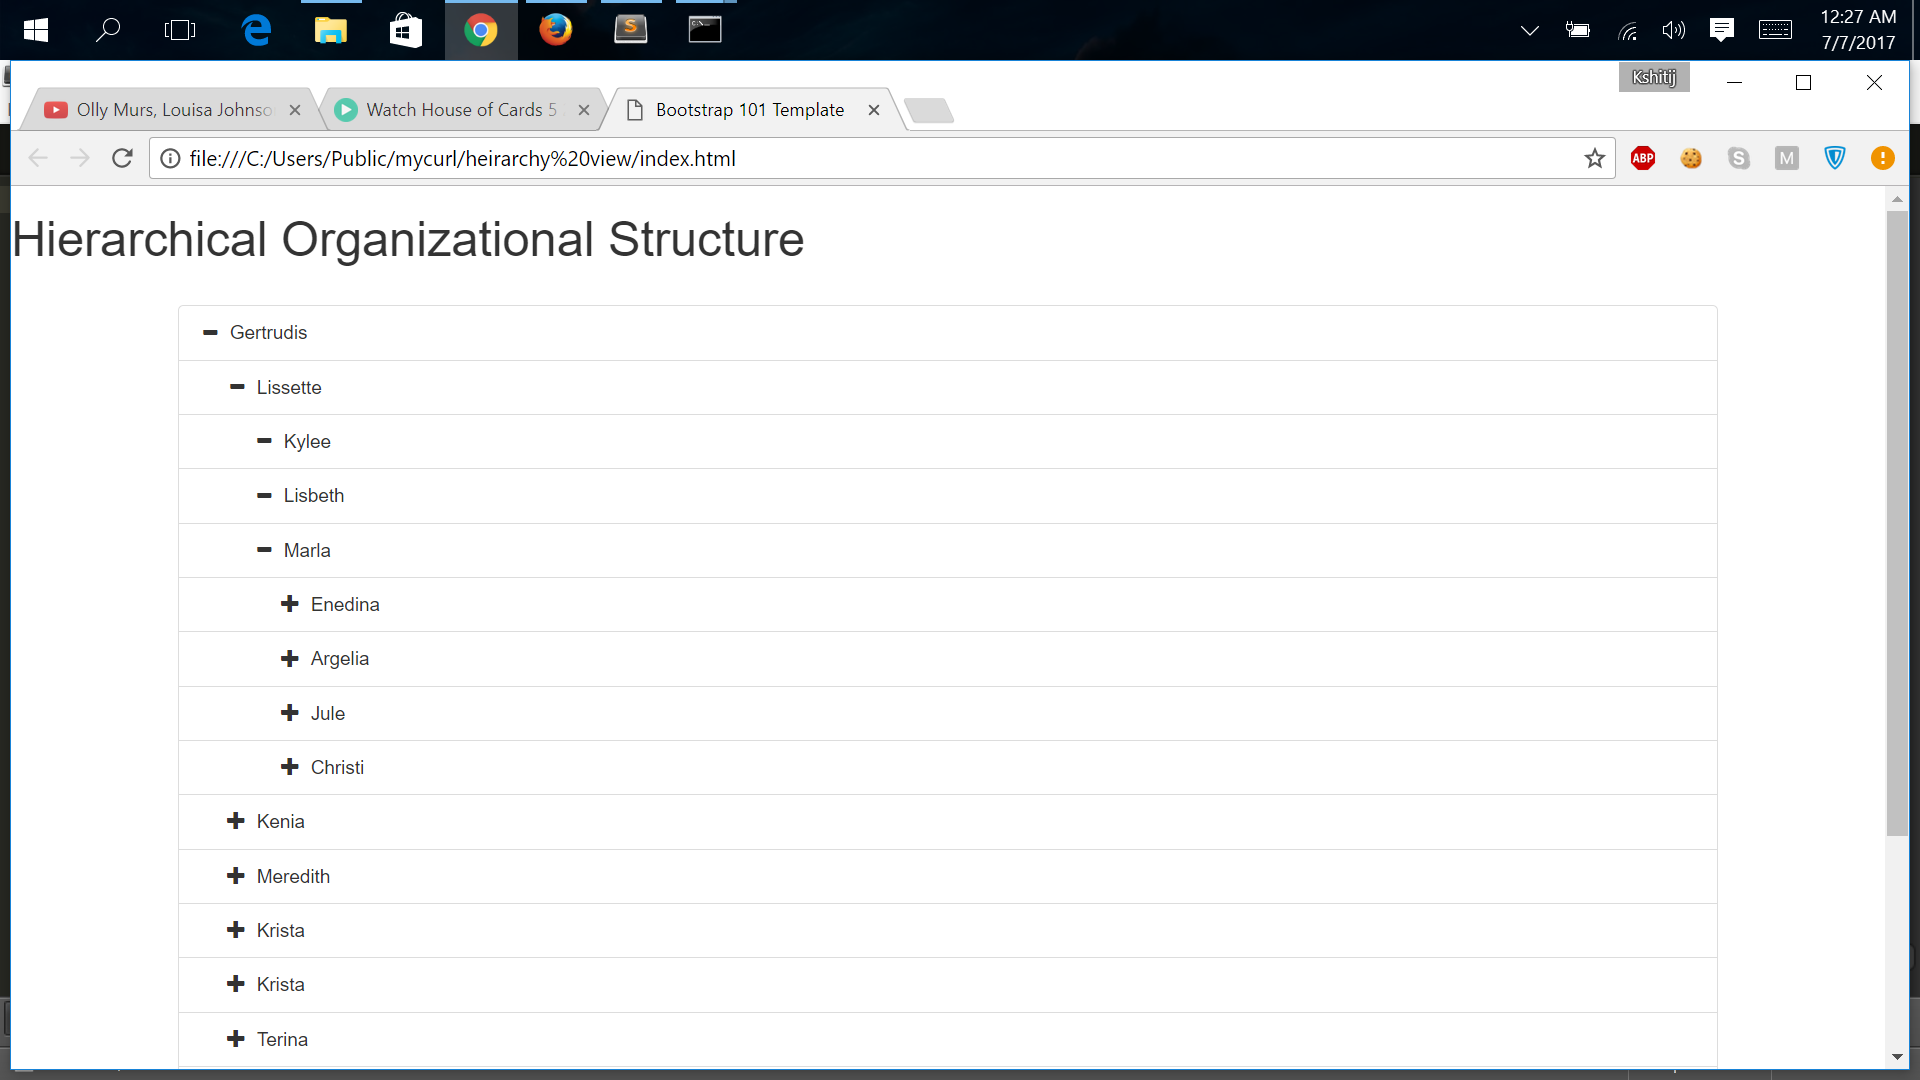 12:27 AM
7/7/2017
Kshitij
Olly Murs, Louisa Johnso
Watch House of Cards 5
Bootstrap 101 Template
file:///C:/Users/Public/mycurl/heirarchy%20view/index.html
ABP
S
M
Hierarchical Organizational Structure
Gertrudis
Lissette
Kylee
Lisbeth
Marla
Enedina
Argelia
Jule
Christi
Kenia
Meredith
Krista
Krista
Terina